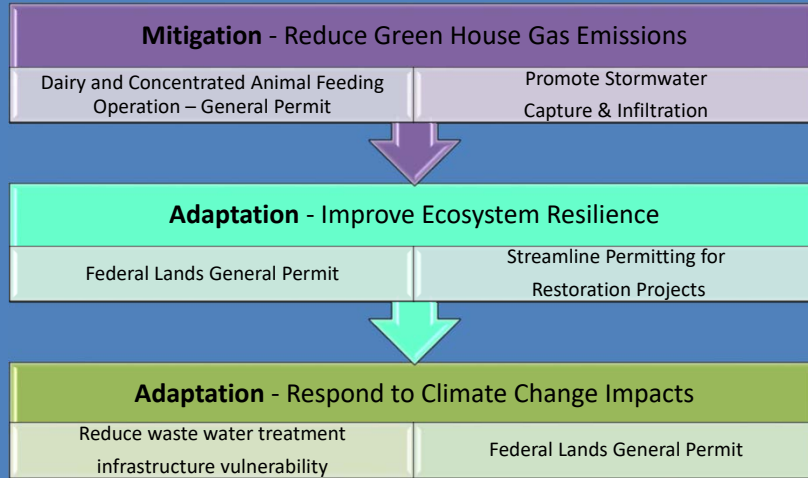 Mitigation - Reduce Green House Gas Emissions
Dairy and Concentrated Animal Feeding
Operation – General Permit
Promote Stormwater
Capture & Infiltration
Adaptation - Improve Ecosystem Resilience
Federal Lands General Permit
Streamline Permitting for
Restoration Projects
Adaptation - Respond to Climate Change Impacts
Reduce waste water treatment
infrastructure vulnerability
Federal Lands General Permit